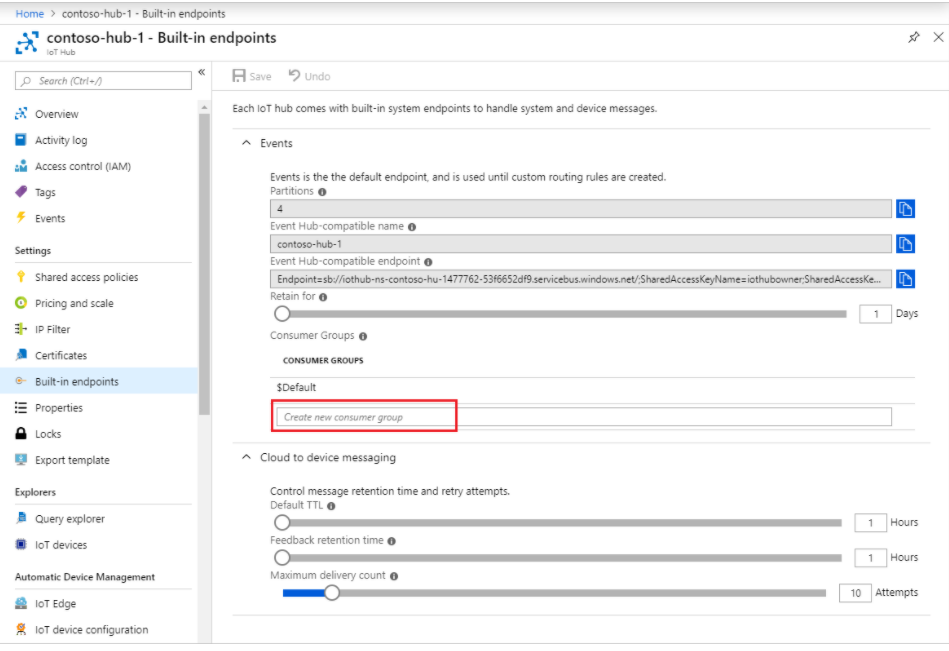 Home > contoso-hub-1 - Built-in endpoints
contoso-hub-1 - Built-in endpoints
IoT Hub
Search (Ctrl+/)
«
Overview
Activity log
Access control (IAM)
Tags
Events
Settings
Shared access policies
Pricing and scale
IP Filter
Certificates
Built-in endpoints
Properties
Locks
Export template
Explorers
Query explorer
IoT devices
Automatic Device Management
IoT Edge
IoT device configuration
Save Undo
Each IoT hub comes with built-in system endpoints to handle system and device messages.
Events
Events is the the default endpoint, and is used until custom routing rules are created.
Partitions
4
Event Hub-compatible name
contoso-hub-1
Event Hub-compatible endpoint
Endpoint=sb://iothub-ns-contoso-hu-1477762-53f6652df9.servicebus.windows.net/;SharedAccessKeyName=iothubowner;SharedAccessKe...
Retain for
1 Days
Consumer Groups
CONSUMER GROUPS
$Default
Create new consumer group
Cloud to device messaging
Control message retention time and retry attempts.
Default TTL
1 Hours
Feedback retention time
1 Hours
Maximum delivery count
10 Attempts